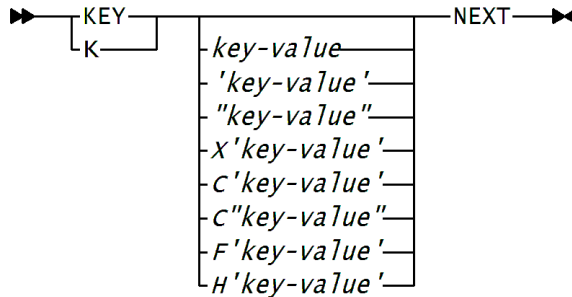 KEY NEXT
K key-value
'key-value'
"key-value"
X'key-value'
C'key-value'
C"key-value"
F'key-value'
H'key-value'